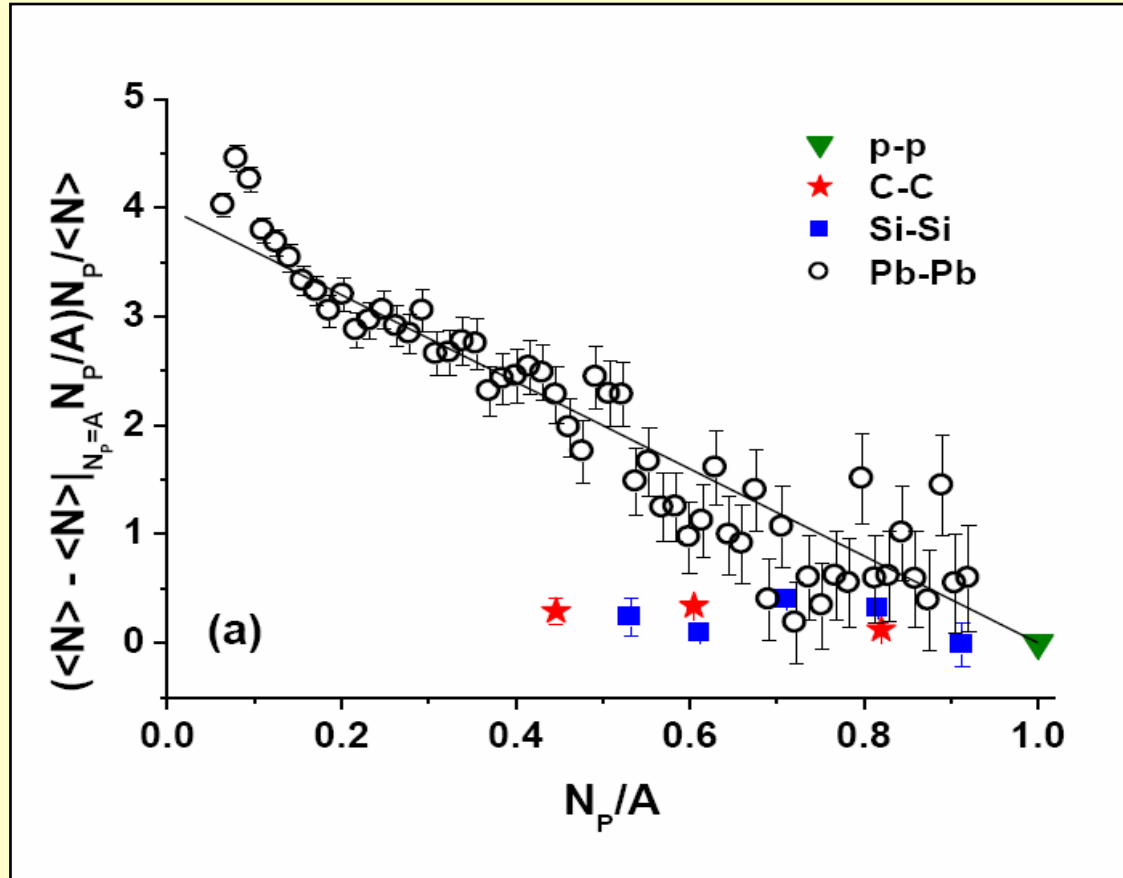 5
4
3
2
1
0
0.0 0.2 0.4 0.6 0.8 1.0
(<N> - <N>|_{N_P=A} N_P/A)N_P/<N>
N_P/A
p-p
C-C
Si-Si
Pb-Pb
(a)